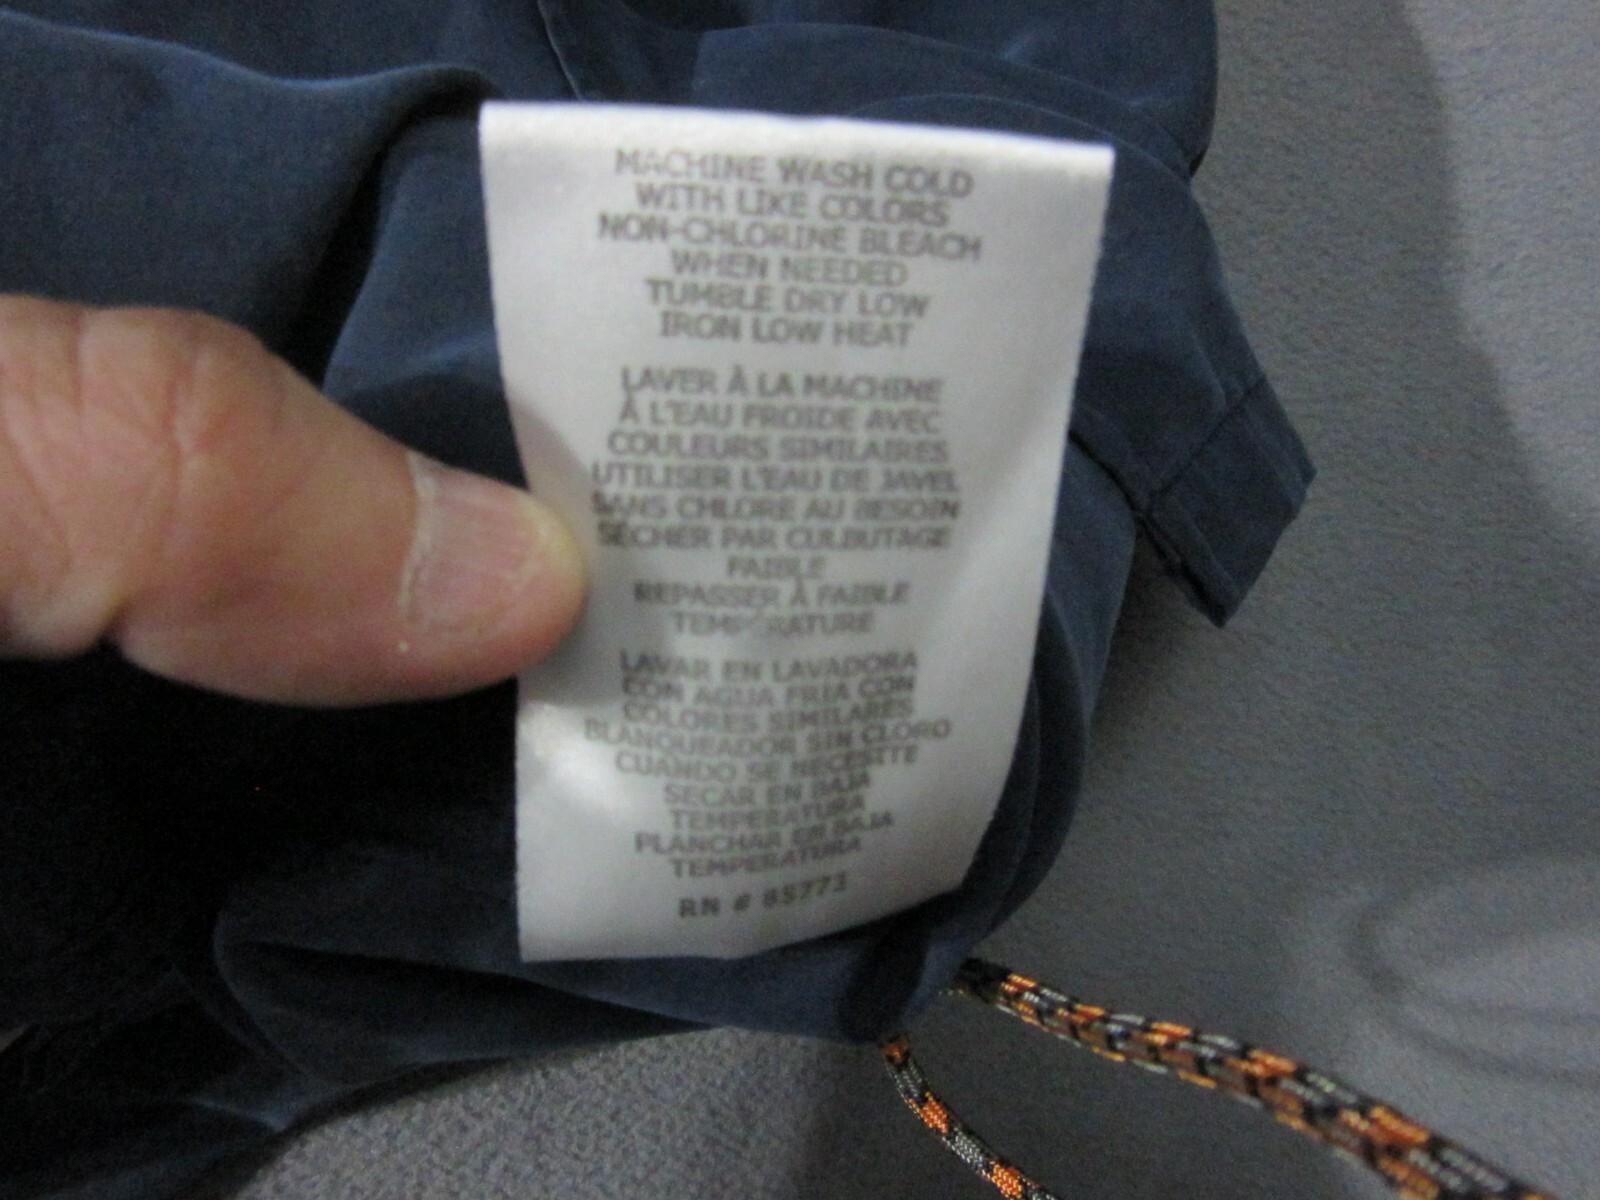 MACHINE WASH COLD
WITH LIKE COLORS
NON-CHLORINE BLEACH
WHEN NEEDED
TUMBLE DRY LOW
IRON LOW HEAT
LAVER À LA MACHINE
À L'EAU FROIDE AVEC
COULEURS SIMILAIRES
UTILISER L'EAU DE JAVEL
SANS CHLORE AU BESOIN
SÉCHER PAR CULBUTAGE
FAIBLE
REPASSER À FAIBLE
TEMPÉRATURE
LAVAR EN LAVADORA
CON AGUA FRIA CON
COLORES SIMILARES
BLANQUEADOR SIN CLORO
CUANDO SE NECESITE
SECAR EN BAJA
TEMPERATURA
PLANCHAR EN BAJA
TEMPERATURA
RN #